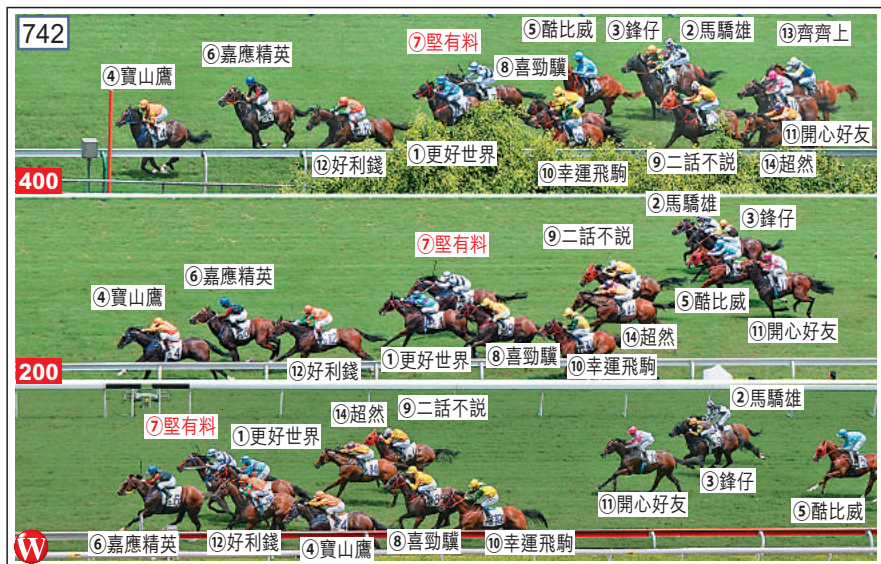 742
⑤酷比威
③鋒仔
②馬驕雄
⑬齊齊上
⑦堅有料
⑥嘉應精英
④寶山鷹
⑧喜勁驥
⑫好利錢
①更好世界
⑩幸運飛駒
⑨二話不説
⑪開心好友
⑭超然
400
②馬驕雄
③鋒仔
⑨二話不説
⑦堅有料
⑥嘉應精英
④寶山鷹
⑤酷比威
⑪開心好友
⑭超然
⑫好利錢
①更好世界
⑧喜勁驥
⑩幸運飛駒
200
②馬驕雄
⑨二話不説
⑭超然
⑦堅有料
①更好世界
③鋒仔
⑪開心好友
⑤酷比威
⑥嘉應精英
⑫好利錢
④寶山鷹
⑧喜勁驥
⑩幸運飛駒
W